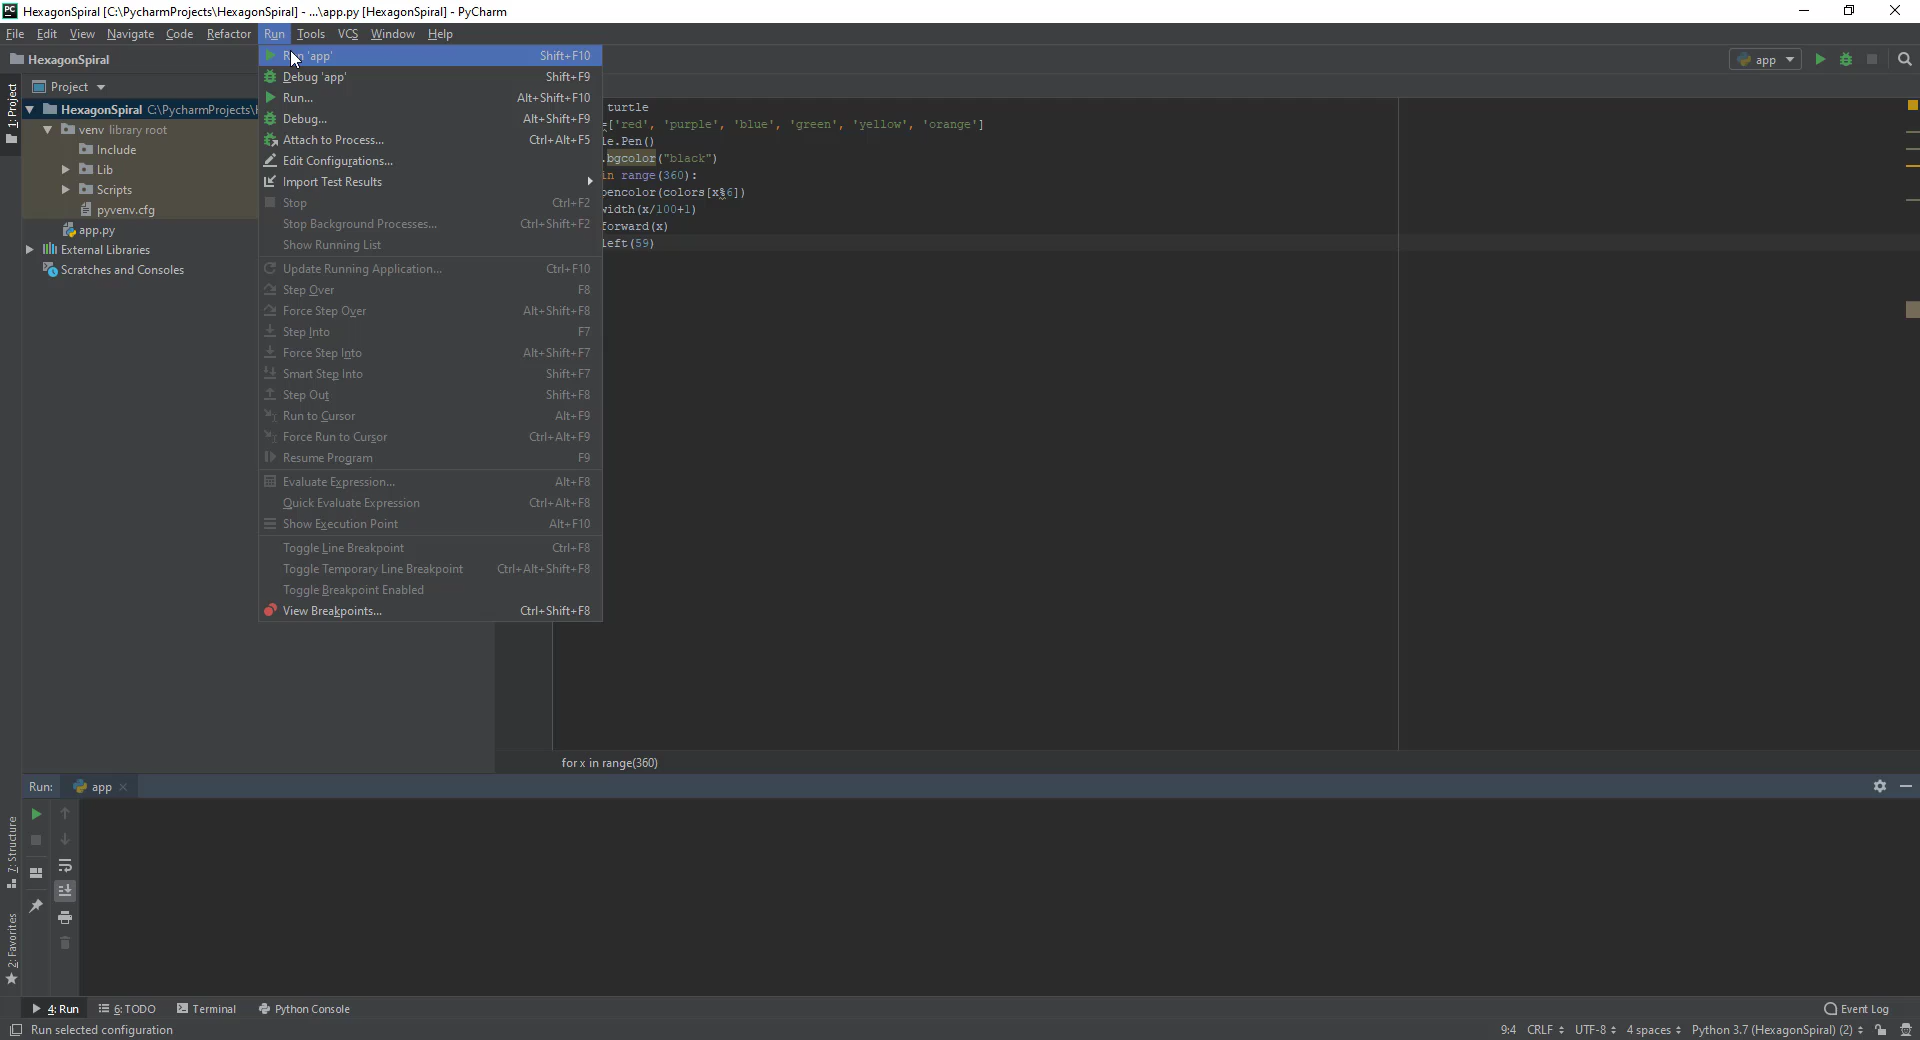 HexagonSpiral [C:\PycharmProjects\HexagonSpiral] - ...\app.py [HexagonSpiral] - PyCharm
File Edit View Navigate Code Refactor Run Tools VCS Window Help
HexagonSpiral
app
Project
HexagonSpiral C:\PycharmProjects\
venv library root
Include
Lib
Scripts
pyvenv.cfg
app.py
External Libraries
Scratches and Consoles
1: Project
7: Structure
2: Favorites
'app' Shift+F10
Debug 'app' Shift+F9
Run... Alt+Shift+F10
Debug... Alt+Shift+F9
Attach to Process... Ctrl+Alt+F5
Edit Configurations...
Import Test Results
Stop Ctrl+F2
Stop Background Processes... Ctrl+Shift+F2
Show Running List
Update Running Application... Ctrl+F10
Step Over F8
Force Step Over Alt+Shift+F8
Step Into F7
Force Step Into Alt+Shift+F7
Smart Step Into Shift+F7
Step Out Shift+F8
Run to Cursor Alt+F9
Force Run to Cursor Ctrl+Alt+F9
Resume Program F9
Evaluate Expression... Alt+F8
Quick Evaluate Expression Ctrl+Alt+F8
Show Execution Point Alt+F10
Toggle Line Breakpoint Ctrl+F8
Toggle Temporary Line Breakpoint Ctrl+Alt+Shift+F8
Toggle Breakpoint Enabled
View Breakpoints... Ctrl+Shift+F8
turtle
=['red', 'purple', 'blue', 'green', 'yellow', 'orange']
le.Pen()
.bgcolor("black")
in range(360):
pencolor(colors[x%6])
width(x/100+1)
forward(x)
left(59)
for x in range(360)
Run: app
4: Run 6: TODO Terminal Python Console Event Log
Run selected configuration 9:4 CRLF UTF-8 4 spaces Python 3.7 (HexagonSpiral) (2)